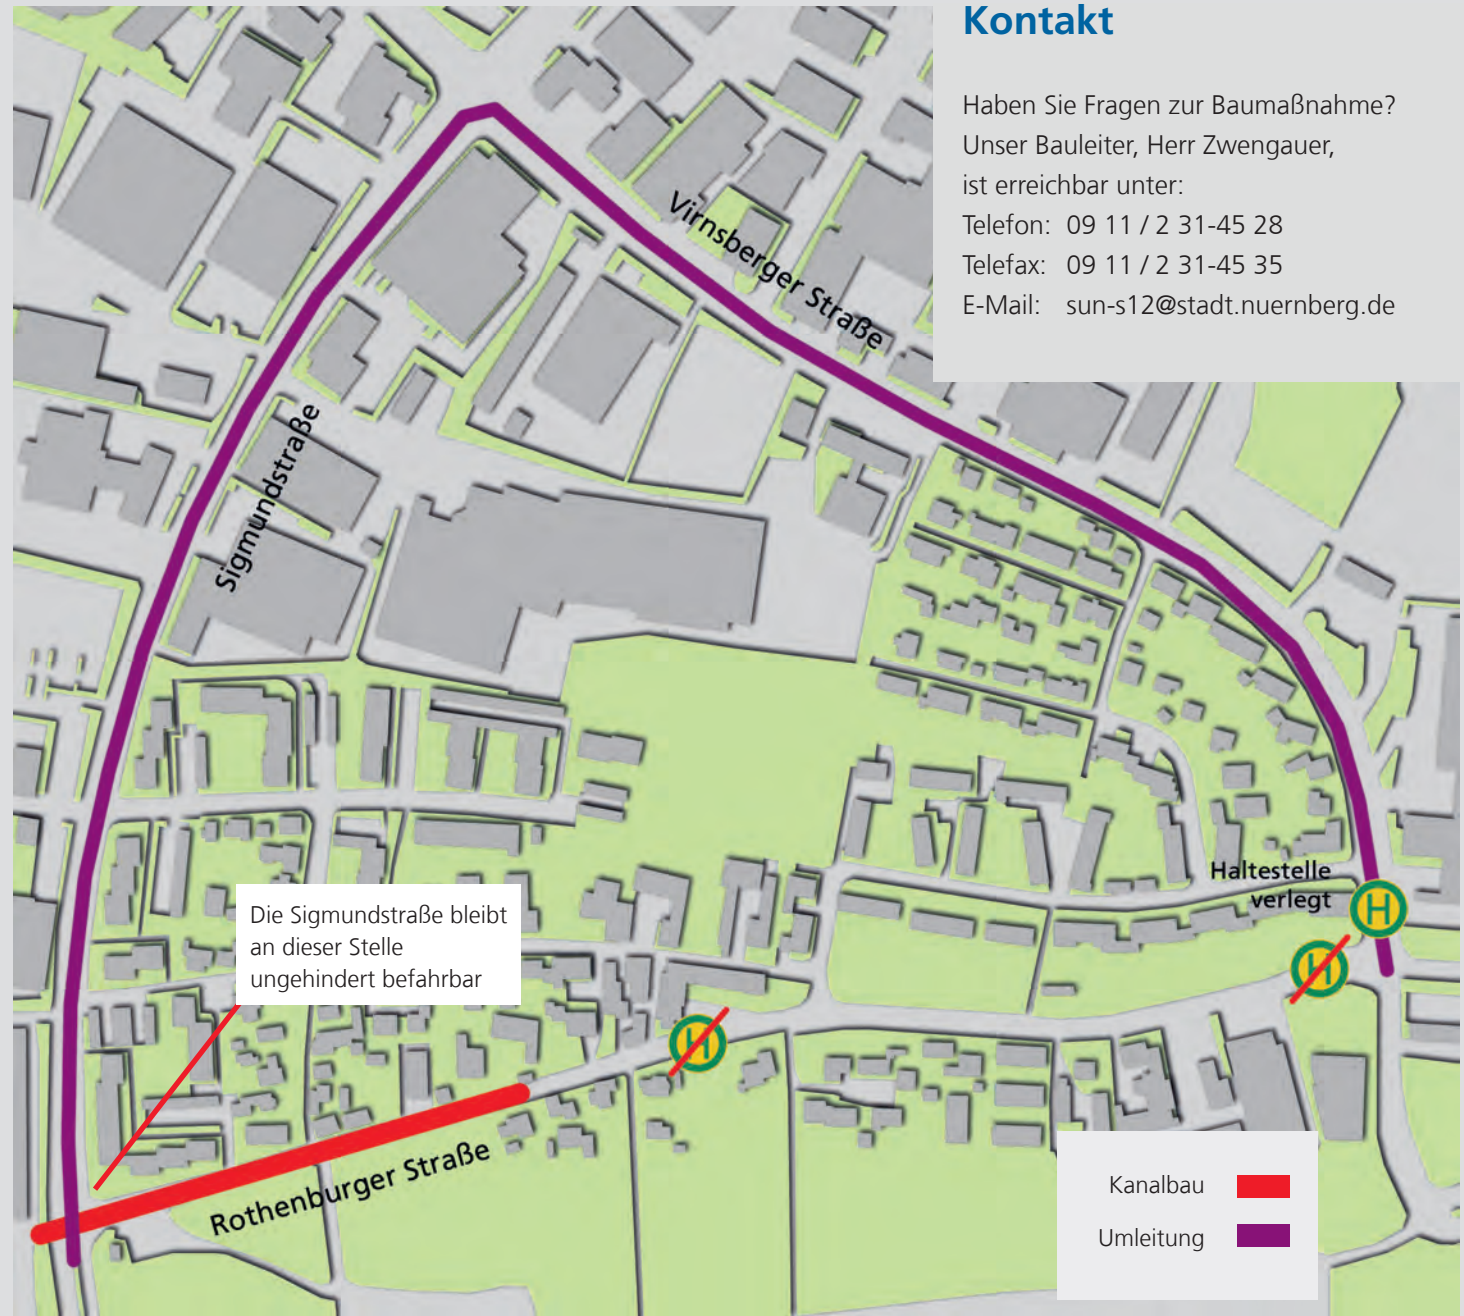 Kontakt
Haben Sie Fragen zur Baumaßnahme?
Unser Bauleiter, Herr Zwengauer,
ist erreichbar unter:
Telefon: 09 11 / 2 31-45 28
Telefax: 09 11 / 2 31-45 35
E-Mail: sun-s12@stadt.nuernberg.de
Virnsberger Straße
Sigmundstraße
Haltestelle
verlegt
H
H
Die Sigmundstraße bleibt
an dieser Stelle
ungehindert befahrbar
H
Rothenburger Straße
Kanalbau
Umleitung